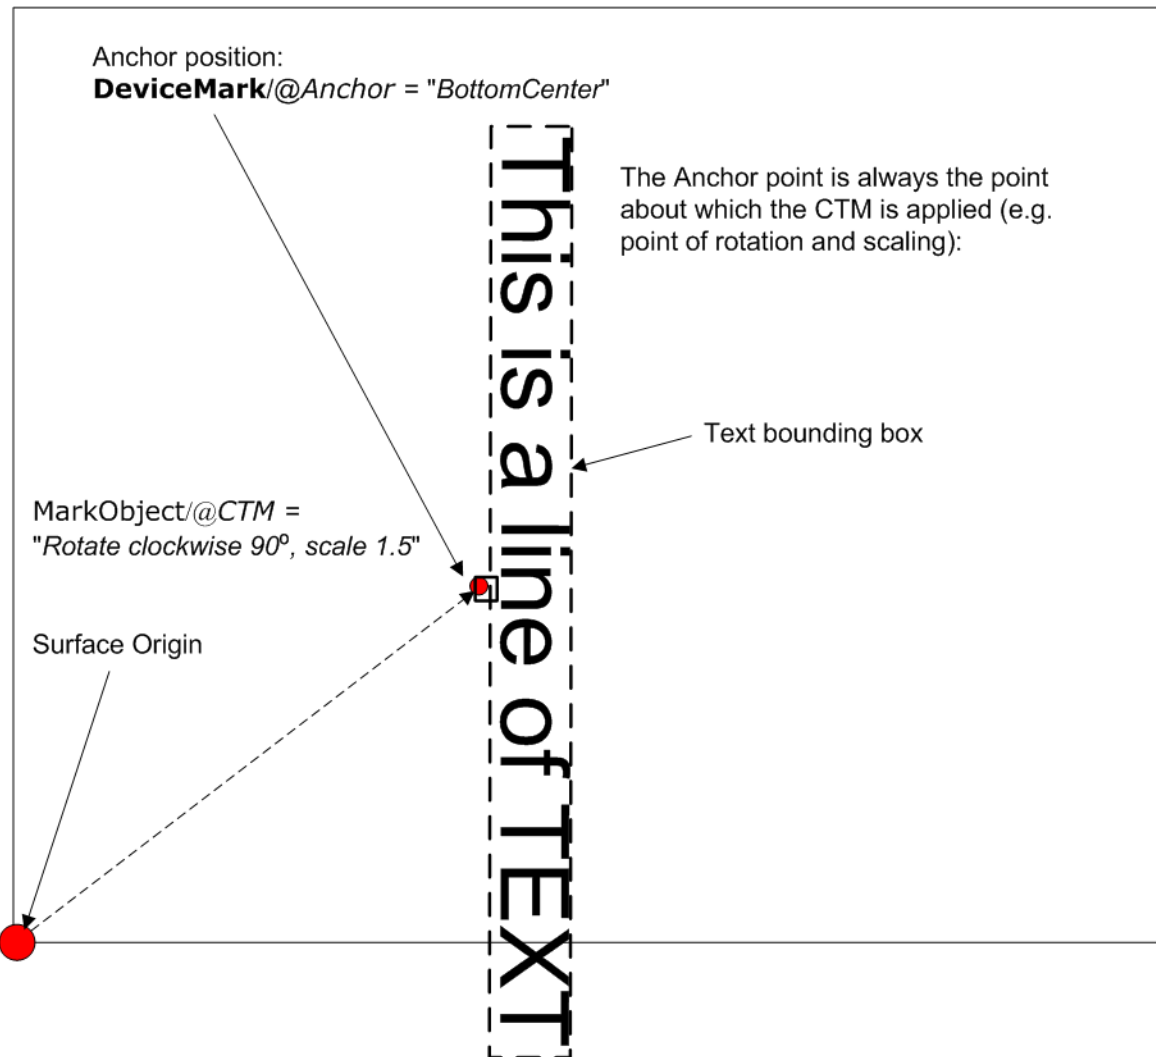 Anchor position:
DeviceMark/@Anchor = "BottomCenter"
The Anchor point is always the point
about which the CTM is applied (e.g.
point of rotation and scaling):
This is a line of TEXT
Text bounding box
MarkObject/@CTM =
"Rotate clockwise 90º, scale 1.5"
Surface Origin